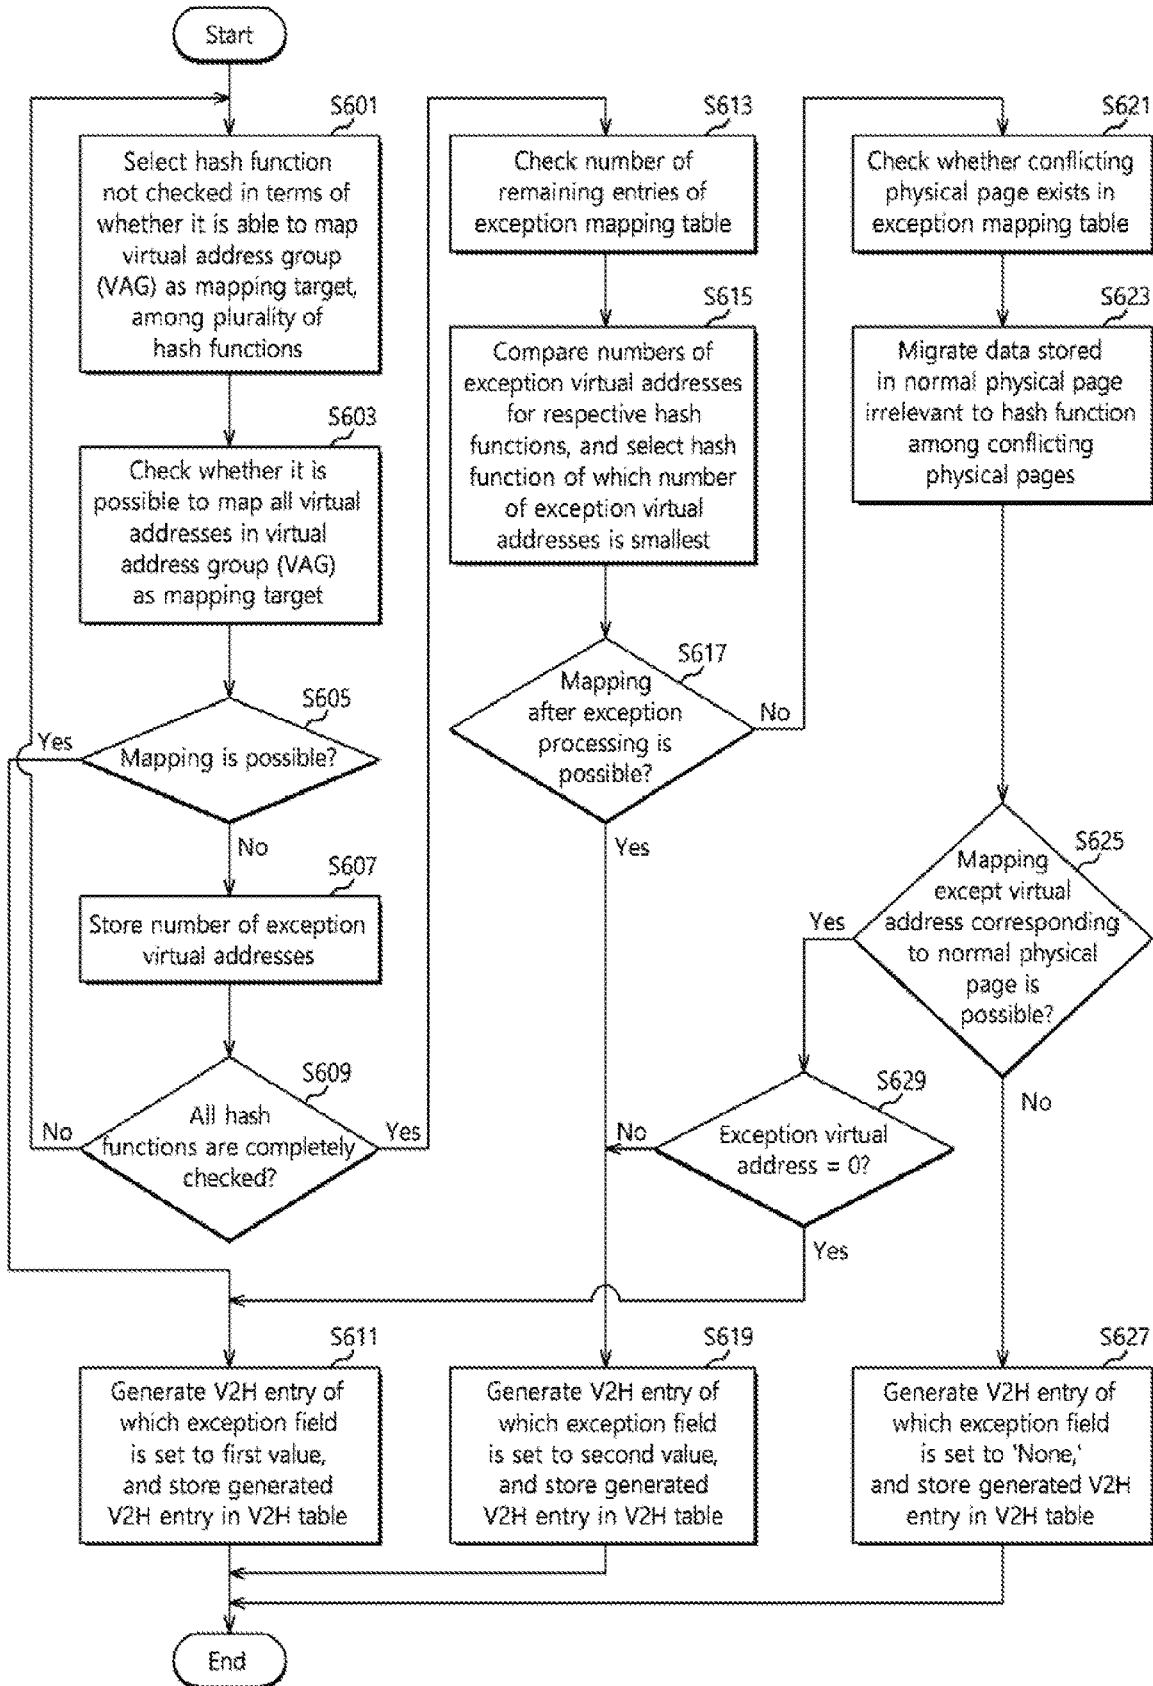 Start
S601
Select hash function
not checked in terms of
whether it is able to map
virtual address group
(VAG) as mapping target,
among plurality of
hash functions
S603
Check whether it is
possible to map all virtual
addresses in virtual
address group (VAG)
as mapping target
S605
Yes
Mapping is possible?
No
S607
Store number of exception
virtual addresses
S609
No
All hash
functions are completely
checked?
Yes
S611
Generate V2H entry of
which exception field
is set to first value,
and store generated
V2H entry in V2H table
End
S613
Check number of
remaining entries of
exception mapping table
S615
Compare numbers of
exception virtual addresses
for respective hash
functions, and select hash
function of which number
of exception virtual
addresses is smallest
S617
Mapping
after exception
processing is
possible?
No
Yes
S619
Generate V2H entry of
which exception field
is set to second value,
and store generated
V2H entry in V2H table
S621
Check whether conflicting
physical page exists in
exception mapping table
S623
Migrate data stored
in normal physical page
irrelevant to hash function
among conflicting
physical pages
S625
Yes
Mapping
except virtual
address corresponding
to normal physical
page is
possible?
No
S629
No
Exception virtual
address = 0?
Yes
S627
Generate V2H entry of
which exception field
is set to 'None,'
and store generated V2H
entry in V2H table